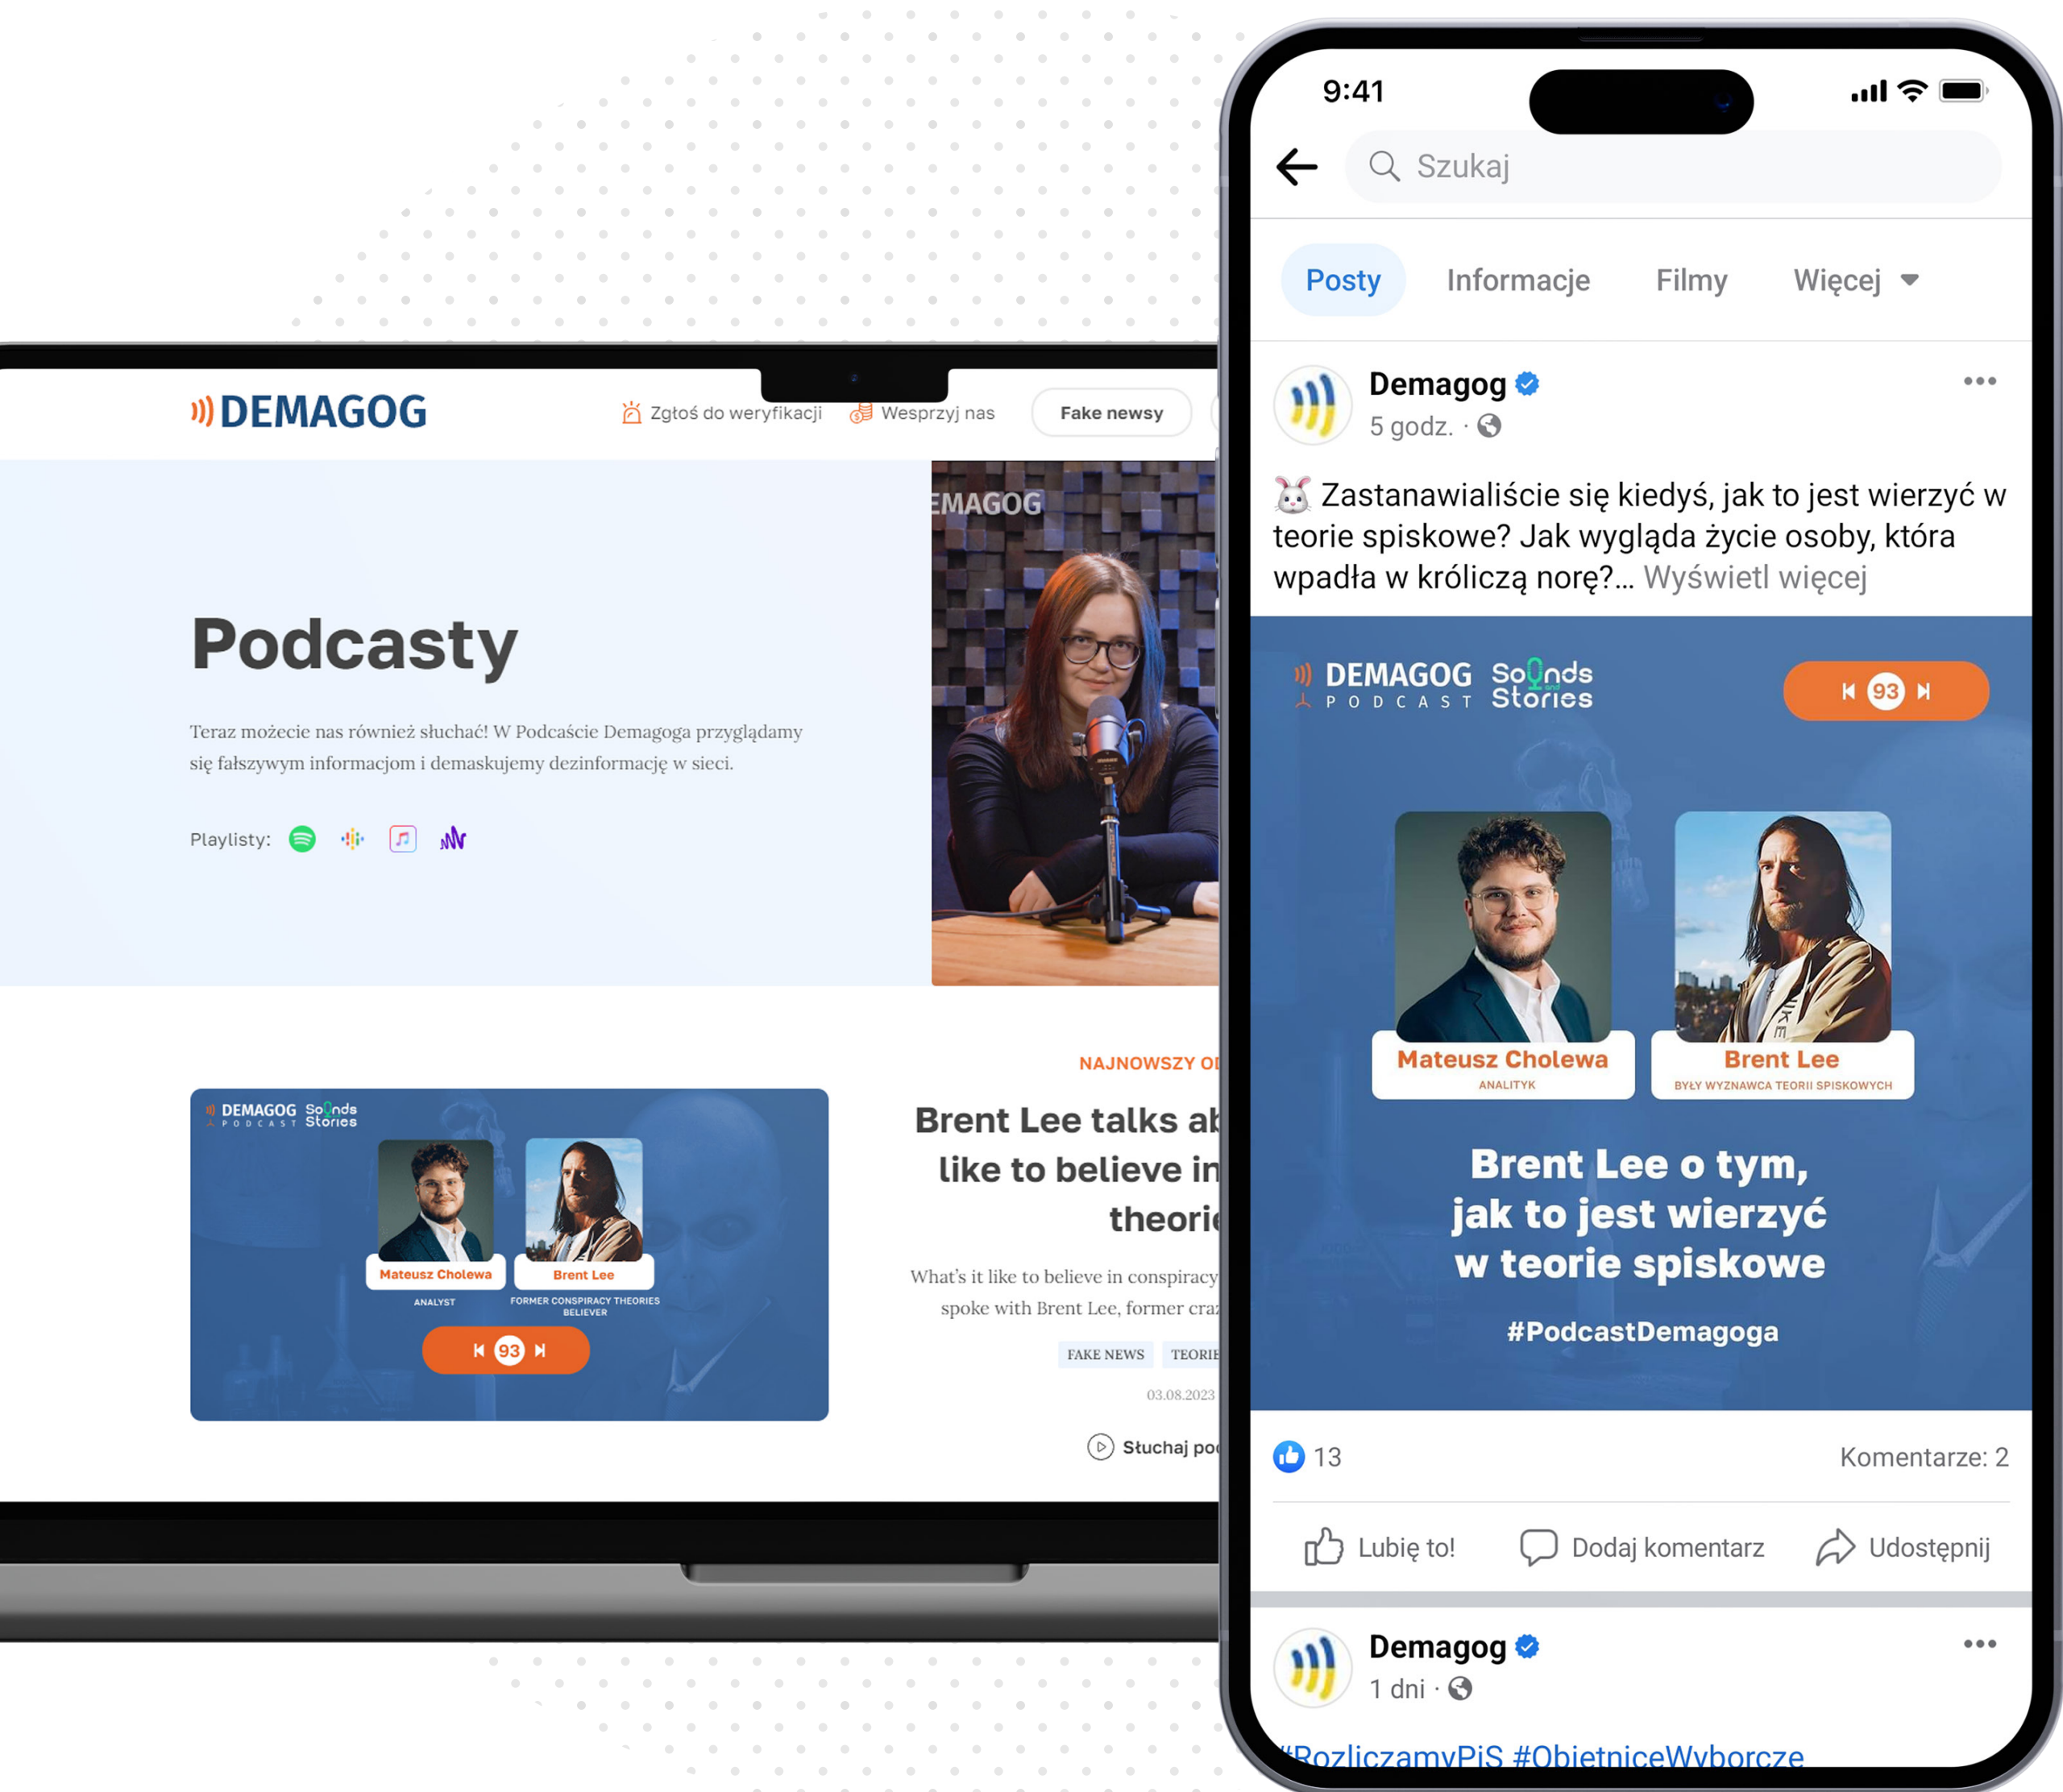 DEMAGOG
Zgłoś do weryfikacji
Wesprzyj nas
Fake newsy
Podcasty
Teraz możecie nas również słuchać! W Podcaście Demagoga przyglądamy
się fałszywym informacjom i demaskujemy dezinformację w sieci.
Playlisty:
EMAGOG
DEMAGOG
PODCAST
Sounds
and
Stories
Mateusz Cholewa
ANALYST
Brent Lee
FORMER CONSPIRACY THEORIES
BELIEVER
93
NAJNOWSZY
Brent Lee talks
like to believe in
What's it like to believe in conspiracy
spoke with Brent Lee, former
FAKE NEWS
03.08.2023
Słuchaj
9:41
Szukaj
Posty
Informacje
Filmy
Więcej
Demagog
5 godz. ·
Zastanawialiście się kiedyś, jak to jest wierzyć w
teorie spiskowe? Jak wygląda życie osoby, która
wpadła w króliczą norę?... Wyświetl więcej
DEMAGOG
PODCAST
Sounds
and
Stories
93
Mateusz Cholewa
ANALITYK
Brent Lee
BYŁY WYZNAWCA TEORII SPISKOWYCH
Brent Lee o tym,
jak to jest wierzyć
w teorie spiskowe
#PodcastDemagoga
13
Komentarze: 2
Lubię to!
Dodaj komentarz
Udostępnij
Demagog
1 dni ·
#RozliczamyPiS #ObietniceWyborcze